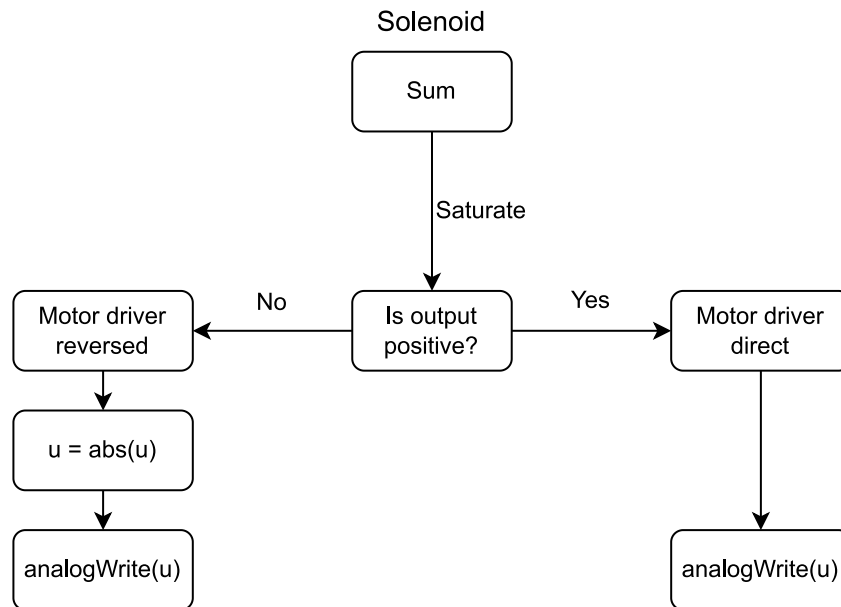 Solenoid
Sum
Saturate
No
Yes
Motor driver
reversed
Is output
positive?
Motor driver
direct
u = abs(u)
analogWrite(u)
analogWrite(u)